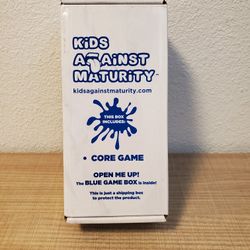 KiDS
AGAiNST
MATURiTY™
kidsagainstmaturity.com
THIS BOX
INCLUDES:
• CORE GAME
OPEN ME UP!
The BLUE GAME BOX is inside!
This is just a shipping box
to protect the product.